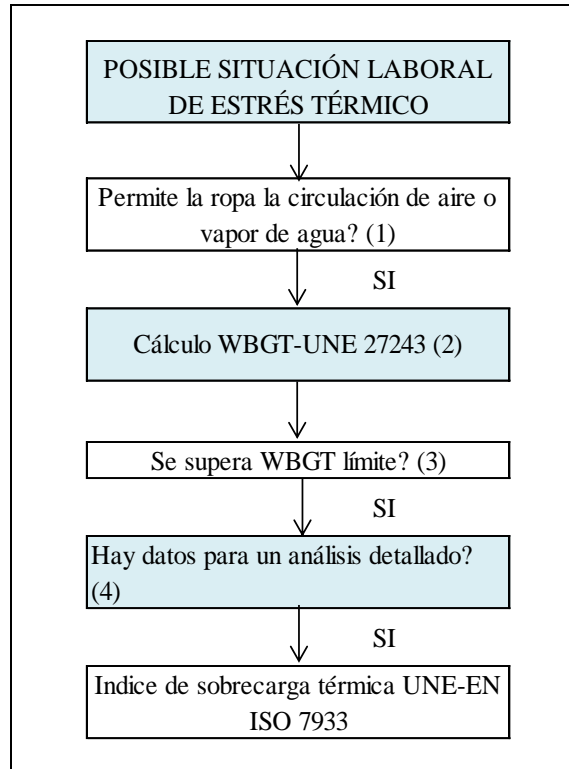 POSIBLE SITUACIÓN LABORAL
DE ESTRÉS TÉRMICO
Permite la ropa la circulación de aire o
vapor de agua? (1)
SI
Cálculo WBGT-UNE 27243 (2)
Se supera WBGT límite? (3)
SI
Hay datos para un análisis detallado?
(4)
SI
Indice de sobrecarga térmica UNE-EN
ISO 7933